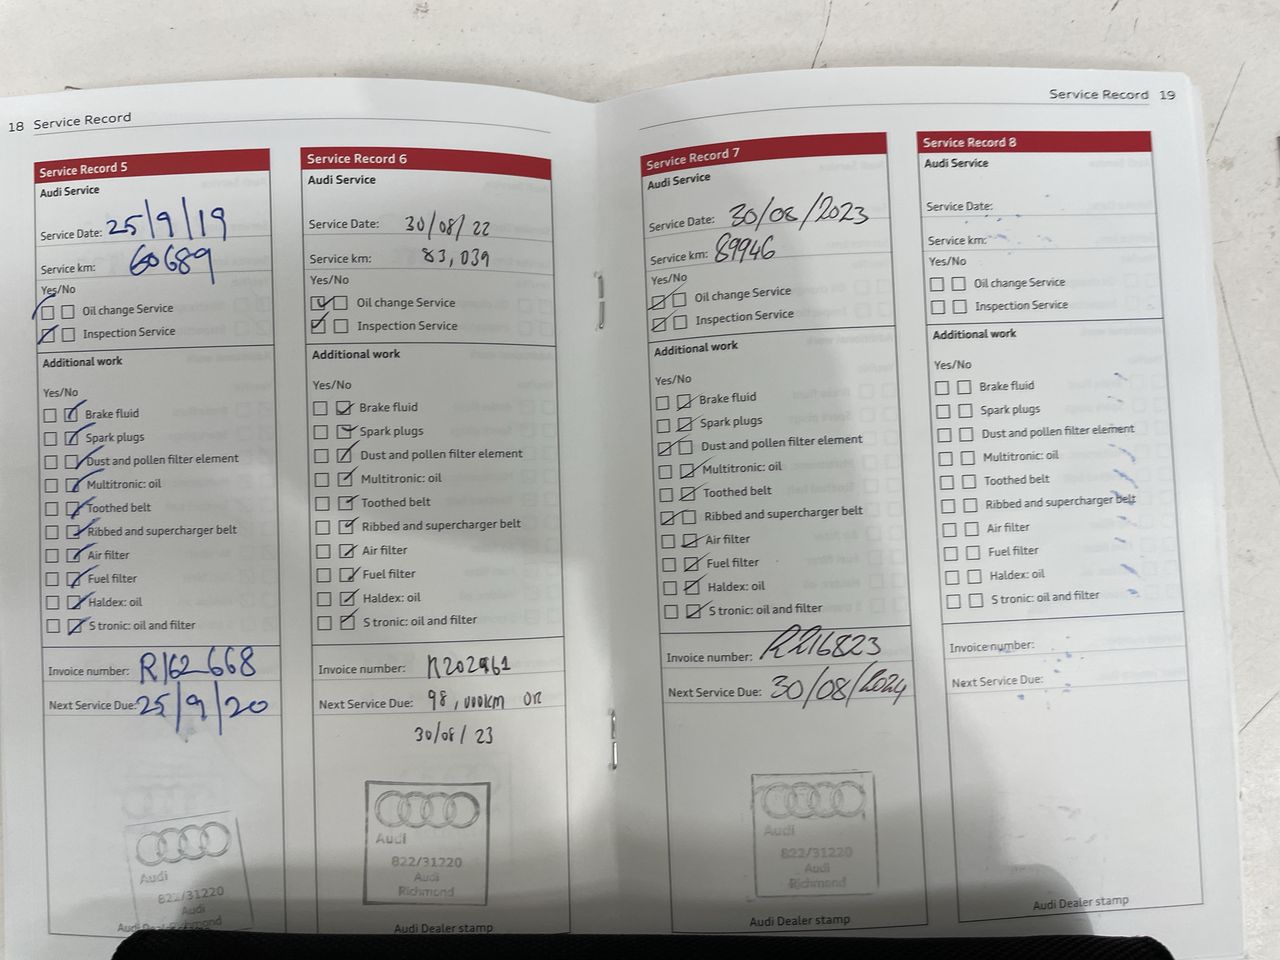 18 Service Record
Service Record 5
Audi Service
Service Date: 25/9/19
Service km: 60689
Yes/No
Oil change Service
Inspection Service
Additional work
Yes/No
Brake fluid
Spark plugs
Dust and pollen filter element
Multitronic: oil
Toothed belt
Ribbed and supercharger belt
Air filter
Fuel filter
Haldex: oil
S tronic: oil and filter
Invoice number: R162668
Next Service Due: 25/9/20
Audi
822/31220
Audi
Richmond
Service Record 6
Audi Service
Service Date: 30/08/22
Service km: 83,039
Yes/No
Oil change Service
Inspection Service
Additional work
Yes/No
Brake fluid
Spark plugs
Dust and pollen filter element
Multitronic: oil
Toothed belt
Ribbed and supercharger belt
Air filter
Fuel filter
Haldex: oil
S tronic: oil and filter
Invoice number:
Next Service Due: 98,000km OR
30/08/23
Audi
822/31220
Audi
Richmond
Audi Dealer stamp
Service Record 19
Service Record 7
Audi Service
Service Date: 30/08/2023
Service km: 89946
Yes/No
Oil change Service
Inspection Service
Additional work
Yes/No
Brake fluid
Spark plugs
Dust and pollen filter element
Multitronic: oil
Toothed belt
Ribbed and supercharger belt
Air filter
Fuel filter
Haldex: oil
S tronic: oil and filter
Invoice number:
Next Service Due: 30/08/2024
Audi
822/31220
Audi
Richmond
Audi Dealer stamp
Service Record 8
Audi Service
Service Date:
Service km:
Yes/No
Oil change Service
Inspection Service
Additional work
Yes/No
Brake fluid
Spark plugs
Dust and pollen filter element
Multitronic: oil
Toothed belt
Ribbed and supercharger belt
Air filter
Fuel filter
Haldex: oil
S tronic: oil and filter
Invoice number:
Next Service Due:
Audi Dealer stamp